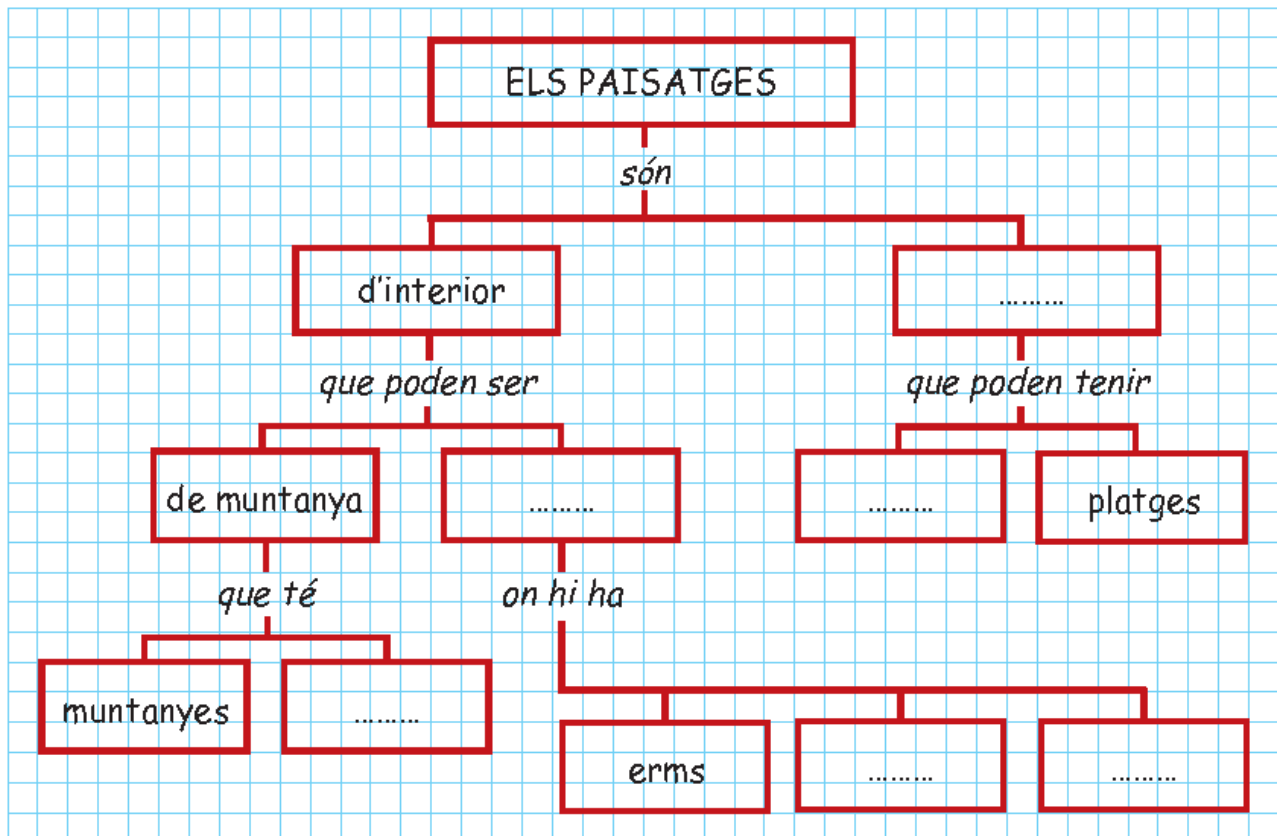 ELS PAISATGES
són
d'interior
.........
que poden ser
que poden tenir
de muntanya
.........
.........
platges
que té
on hi ha
muntanyes
.........
erms
.........
.........